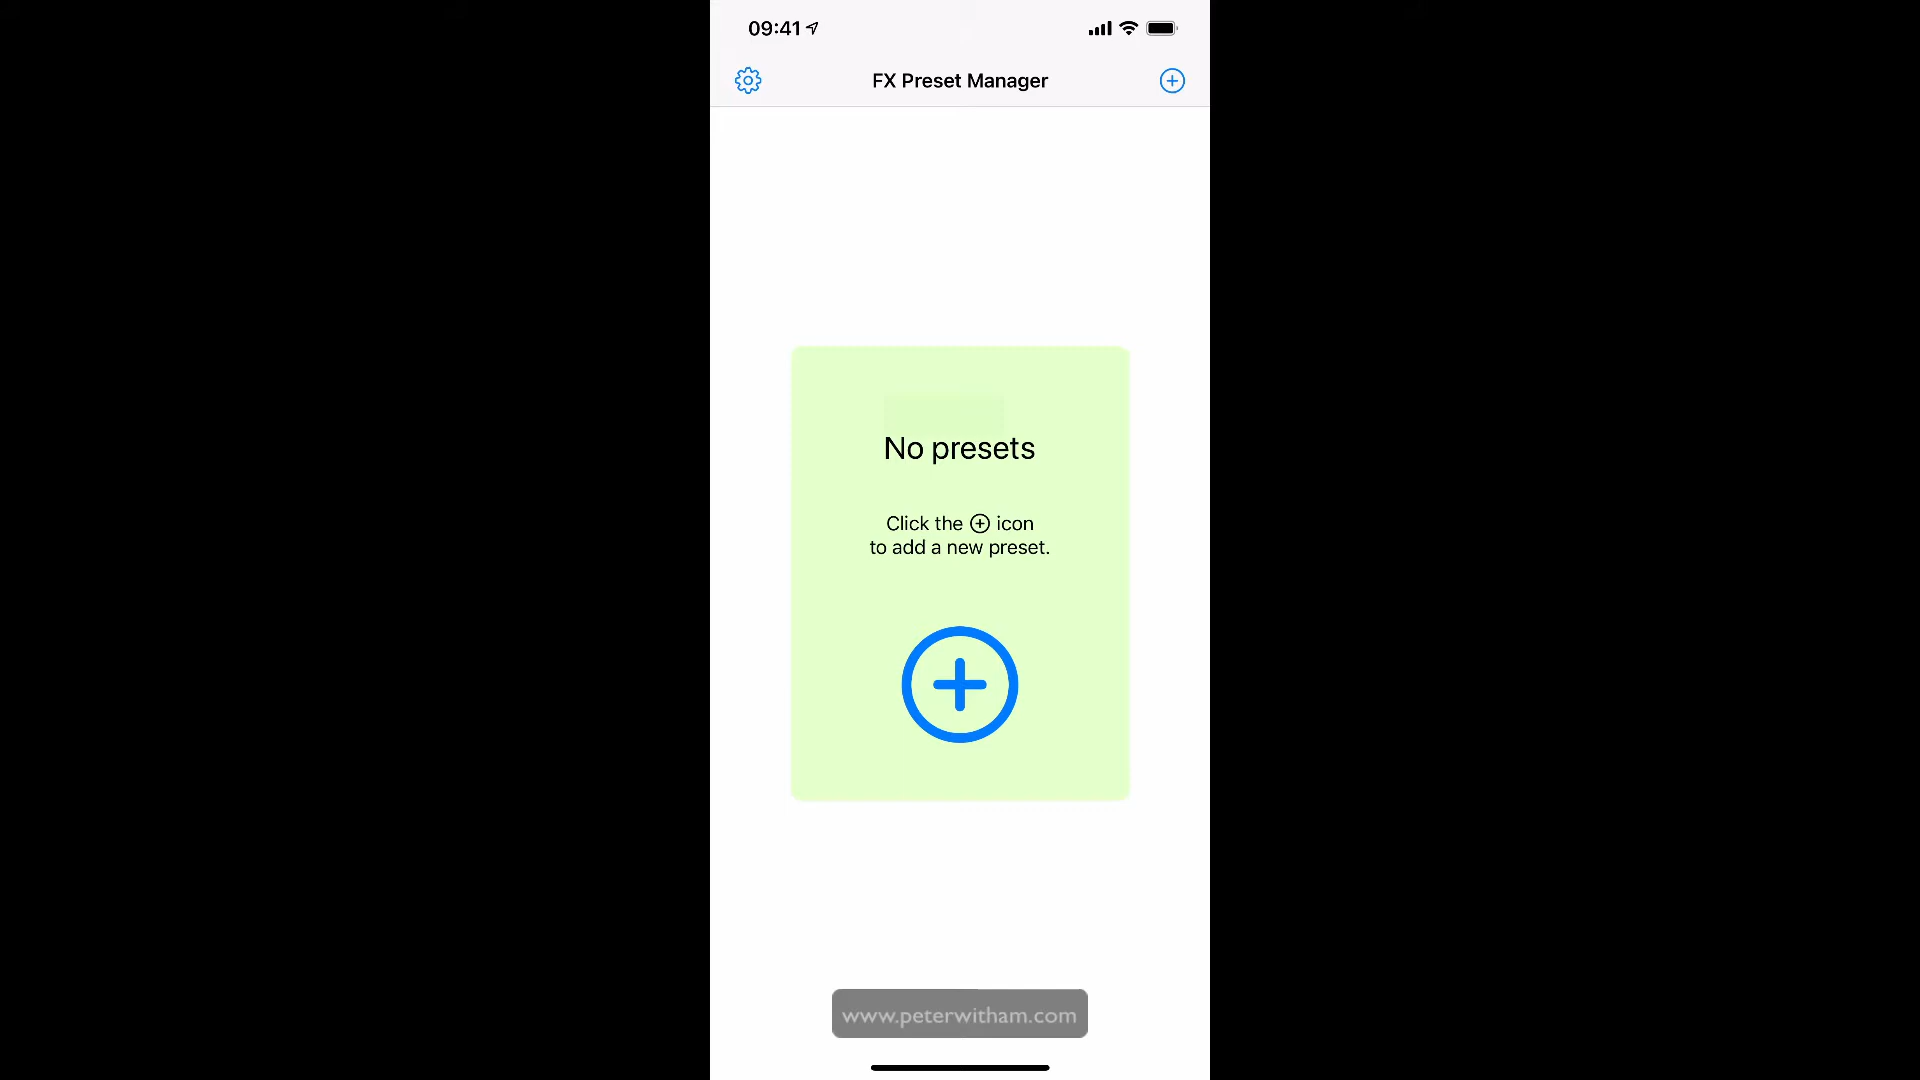 09:41
FX Preset Manager
No presets
Click the icon
to add a new preset.
www.peterwitham.com